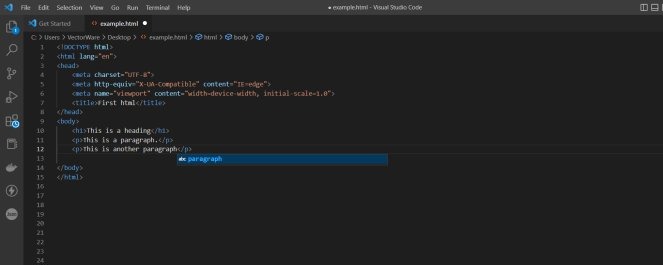 File Edit Selection View Go Run Terminal Help ● example.html - Visual Studio Code
Get Started <> example.html ●
C: > Users > VectorWare > Desktop > <> example.html > html > body > p
1 <!DOCTYPE html>
2 <html lang="en">
3 <head>
4 <meta charset="UTF-8">
5 <meta http-equiv="X-UA-Compatible" content="IE=edge">
6 <meta name="viewport" content="width=device-width, initial-scale=1.0">
7 <title>First html</title>
8 </head>
9 <body>
10 <h1>This is a heading</h1>
11 <p>This is a paragraph.</p>
12 <p>This is another paragraph</p>
abc paragraph
13
14 </body>
15 </html>
16
17
18
19
20
21
22
23
24